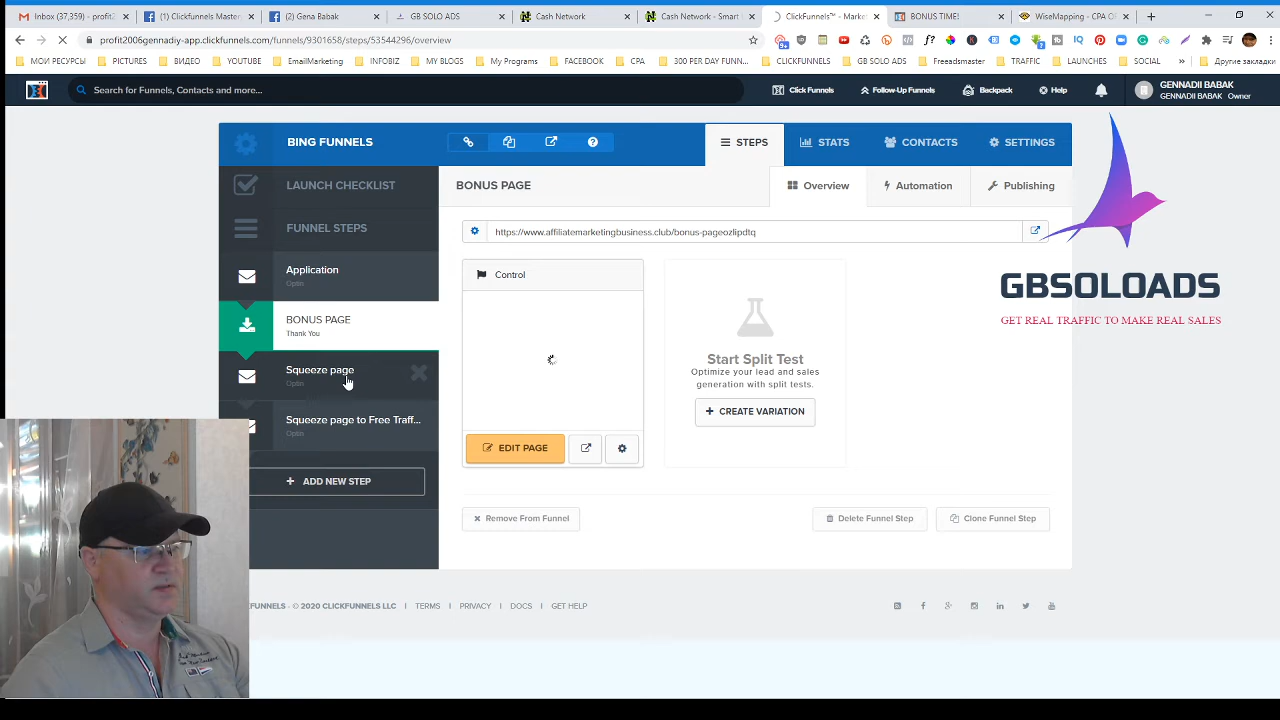 Inbox (37,359) - profit2
(1) Clickfunnels Master
(2) Gena Babak
GB SOLO ADS
Cash Network
Cash Network - Smart
ClickFunnels™ - Marke
BONUS TIME!
WiseMapping - CPA O
profit2006gennadiy-app.clickfunnels.com/funnels/9301658/steps/53544296/overview
МОИ РЕСУРСЫ
PICTURES
ВИДЕО
YOUTUBE
EmailMarketing
INFOBIZ
MY BLOGS
My Programs
FACEBOOK
CPA
300 PER DAY FUNN...
CLICKFUNNELS
GB SOLO ADS
Freeadsmaster
TRAFFIC
LAUNCHES
SOCIAL
»
Другие закладки
Search for Funnels, Contacts and more...
Click Funnels
Follow-Up Funnels
Backpack
Help
GENNADII BABAK
GENNADII BABAK Owner
BING FUNNELS
STEPS
STATS
CONTACTS
SETTINGS
LAUNCH CHECKLIST
BONUS PAGE
Overview
Automation
Publishing
FUNNEL STEPS
https://www.affiliatemarketingbusiness.club/bonus-pageozlipdtq
Application
Optin
Control
BONUS PAGE
Thank You
Squeeze page
Optin
Squeeze page to Free Traff...
Optin
+ ADD NEW STEP
Start Split Test
Optimize your lead and sales
generation with split tests.
+ CREATE VARIATION
EDIT PAGE
Remove From Funnel
Delete Funnel Step
Clone Funnel Step
GBSOLOADS
GET REAL TRAFFIC TO MAKE REAL SALES
FUNNELS - © 2020 CLICKFUNNELS LLC
TERMS
PRIVACY
DOCS
GET HELP